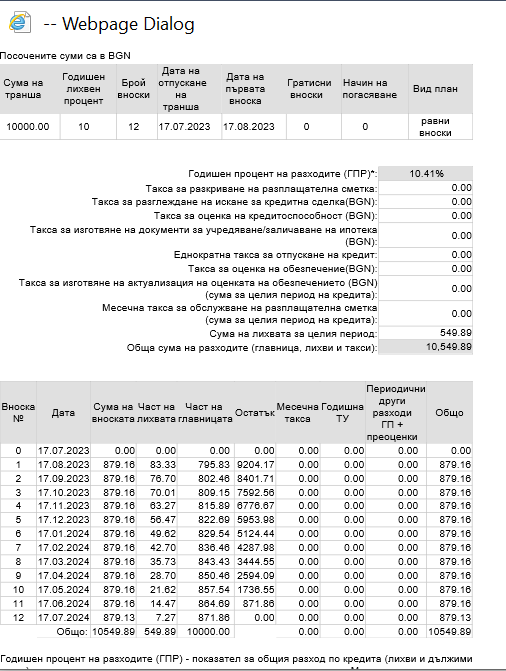 -- Webpage Dialog
Посочените суми са в BGN
Сума на транша Годишен лихвен процент Брой вноски Дата на отпускане на транша Дата на първата вноска Гратисни вноски Начин на погасяване Вид план
10000.00 10 12 17.07.2023 17.08.2023 0 0 равни вноски
Годишен процент на разходите (ГПР)*: 10.41%
Такса за разкриване на разплащателна сметка: 0.00
Такса за разглеждане на искане за кредитна сделка(BGN): 0.00
Такса за оценка на кредитоспособност (BGN): 0.00
Такса за изготвяне на документи за учредяване/заличаване на ипотека
(BGN): 0.00
Еднократна такса за отпускане на кредит: 0.00
Такса за оценка на обезпечение(BGN): 0.00
Такса за изготвяне на актуализация на оценката на обезпечението (BGN)
(сума за целия период на кредита): 0.00
Месечна такса за обслужване на разплащателна сметка
(сума за целия период на кредита): 0.00
Сума на лихвата за целия период: 549.89
Обща сума на разходите (главница, лихви и такси): 10,549.89
Вноска № Дата Сума на вноската Част на лихвата Част на главницата Остатък Месечна такса Годишна ТУ Периодични други разходи ГП + преоценки Общо
0 17.07.2023 0.00 0.00 0.00 0.00 0.00 0.00 0.00 0.00
1 17.08.2023 879.16 83.33 795.83 9204.17 0.00 0.00 0.00 879.16
2 17.09.2023 879.16 76.70 802.46 8401.71 0.00 0.00 0.00 879.16
3 17.10.2023 879.16 70.01 809.15 7592.56 0.00 0.00 0.00 879.16
4 17.11.2023 879.16 63.27 815.89 6776.67 0.00 0.00 0.00 879.16
5 17.12.2023 879.16 56.47 822.69 5953.98 0.00 0.00 0.00 879.16
6 17.01.2024 879.16 49.62 829.54 5124.44 0.00 0.00 0.00 879.16
7 17.02.2024 879.16 42.70 836.46 4287.98 0.00 0.00 0.00 879.16
8 17.03.2024 879.16 35.73 843.43 3444.55 0.00 0.00 0.00 879.16
9 17.04.2024 879.16 28.70 850.46 2594.09 0.00 0.00 0.00 879.16
10 17.05.2024 879.16 21.62 857.54 1736.55 0.00 0.00 0.00 879.16
11 17.06.2024 879.16 14.47 864.69 871.86 0.00 0.00 0.00 879.16
12 17.07.2024 879.13 7.27 871.86 0.00 0.00 0.00 0.00 879.13
Общо: 10549.89 549.89 10000.00 0.00 0.00 0.00 10549.89
Годишен процент на разходите (ГПР) - показател за общия разход по кредита (лихви и дължими